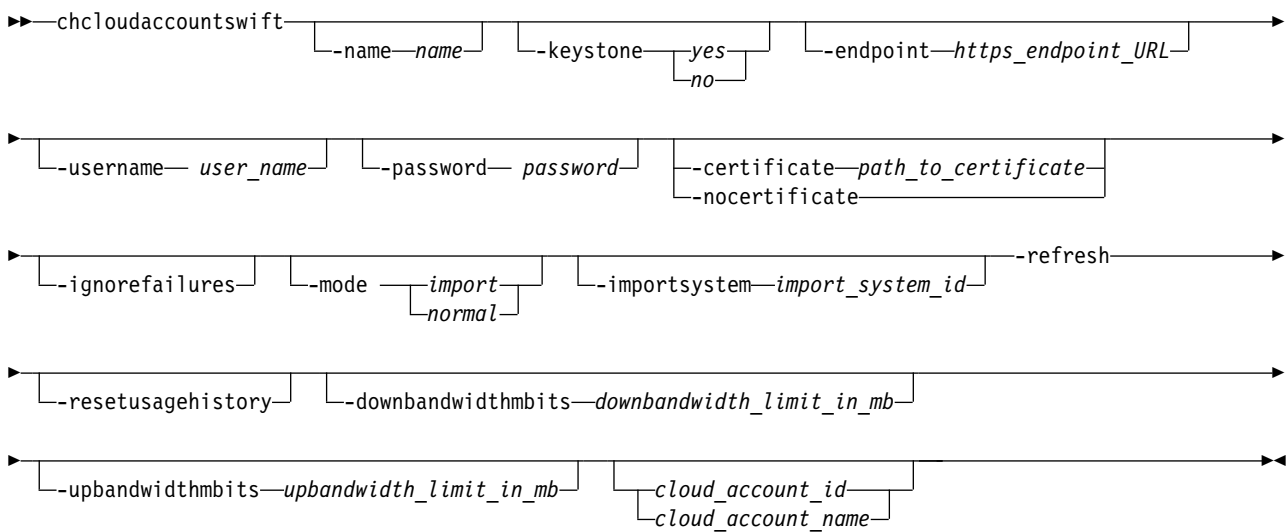 chcloudaccountswift
-name name -keystone yes -endpoint https_endpoint_URL
no
-username user_name -password password -certificate path_to_certificate
-nocertificate
-refresh
-ignorefailures -mode import -importsystem import_system_id
normal
-resetusagehistory -downbandwidthmbits downbandwidth_limit_in_mb
-upbandwidthmbits upbandwidth_limit_in_mb cloud_account_id
cloud_account_name